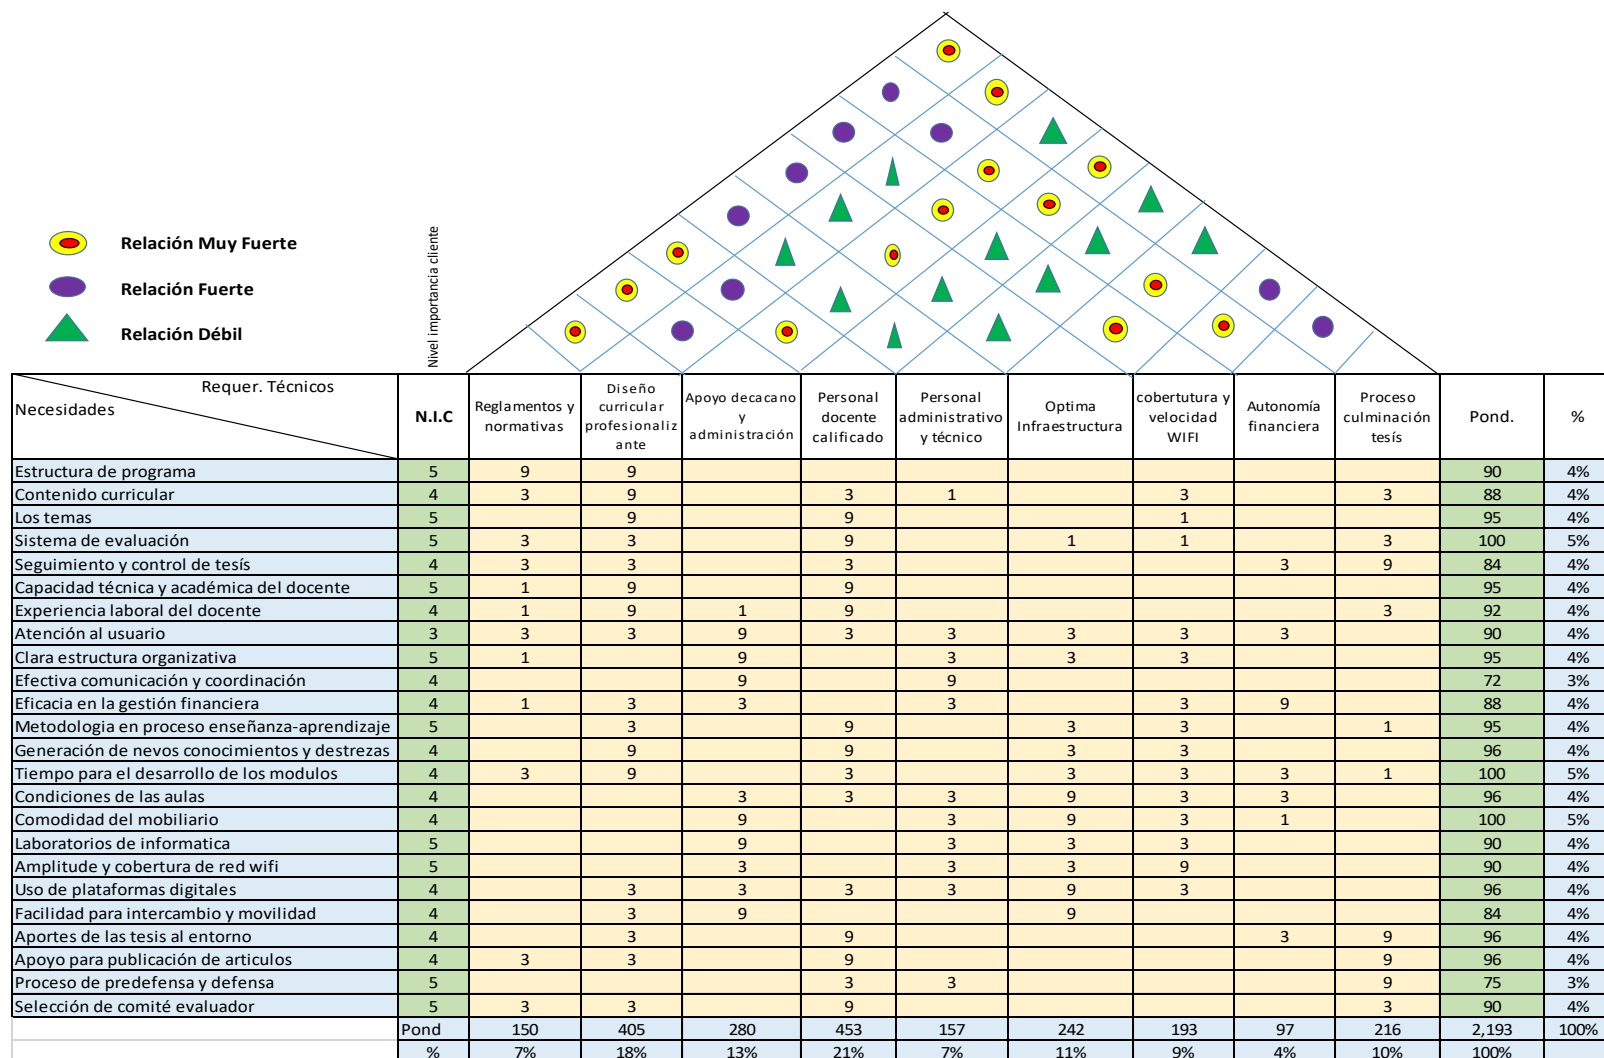 Relación Muy Fuerte
Relación Fuerte
Relación Débil
Nivel importancia cliente
Requer. Técnicos
Necesidades
N.I.C
Reglamentos y
normativas
Diseño
curricular
profesionaliz
ante
Apoyo decacano
y
administración
Personal
docente
calificado
Personal
administrativo
y técnico
Optima
Infraestructura
cobertutura y
velocidad
WIFI
Autonomía
financiera
Proceso
culminación
tesís
Pond.
%
Estructura de programa 5 9 9 90 4%
Contenido curricular 4 3 9 3 1 3 3 88 4%
Los temas 5 9 9 1 95 4%
Sistema de evaluación 5 3 3 9 1 1 3 100 5%
Seguimiento y control de tesís 4 3 3 3 3 9 84 4%
Capacidad técnica y académica del docente 5 1 9 9 95 4%
Experiencia laboral del docente 4 1 9 1 9 3 92 4%
Atención al usuario 3 3 3 9 3 3 3 3 3 90 4%
Clara estructura organizativa 5 1 9 3 3 3 95 4%
Efectiva comunicación y coordinación 4 9 9 72 3%
Eficacia en la gestión financiera 4 1 3 3 3 3 9 88 4%
Metodologia en proceso enseñanza-aprendizaje 5 3 9 3 3 1 95 4%
Generación de nevos conocimientos y destrezas 4 9 9 3 3 96 4%
Tiempo para el desarrollo de los modulos 4 3 9 3 3 3 3 1 100 5%
Condiciones de las aulas 4 3 3 3 9 3 3 96 4%
Comodidad del mobiliario 4 9 3 9 3 1 100 5%
Laboratorios de informatica 5 9 3 3 3 90 4%
Amplitude y cobertura de red wifi 5 3 3 3 9 90 4%
Uso de plataformas digitales 4 3 3 3 3 9 3 96 4%
Facilidad para intercambio y movilidad 4 3 9 9 84 4%
Aportes de las tesis al entorno 4 3 9 3 9 96 4%
Apoyo para publicación de articulos 4 3 3 9 9 96 4%
Proceso de predefensa y defensa 5 3 3 9 75 3%
Selección de comité evaluador 5 3 3 9 3 90 4%
Pond 150 405 280 453 157 242 193 97 216 2,193 100%
% 7% 18% 13% 21% 7% 11% 9% 4% 10% 100%